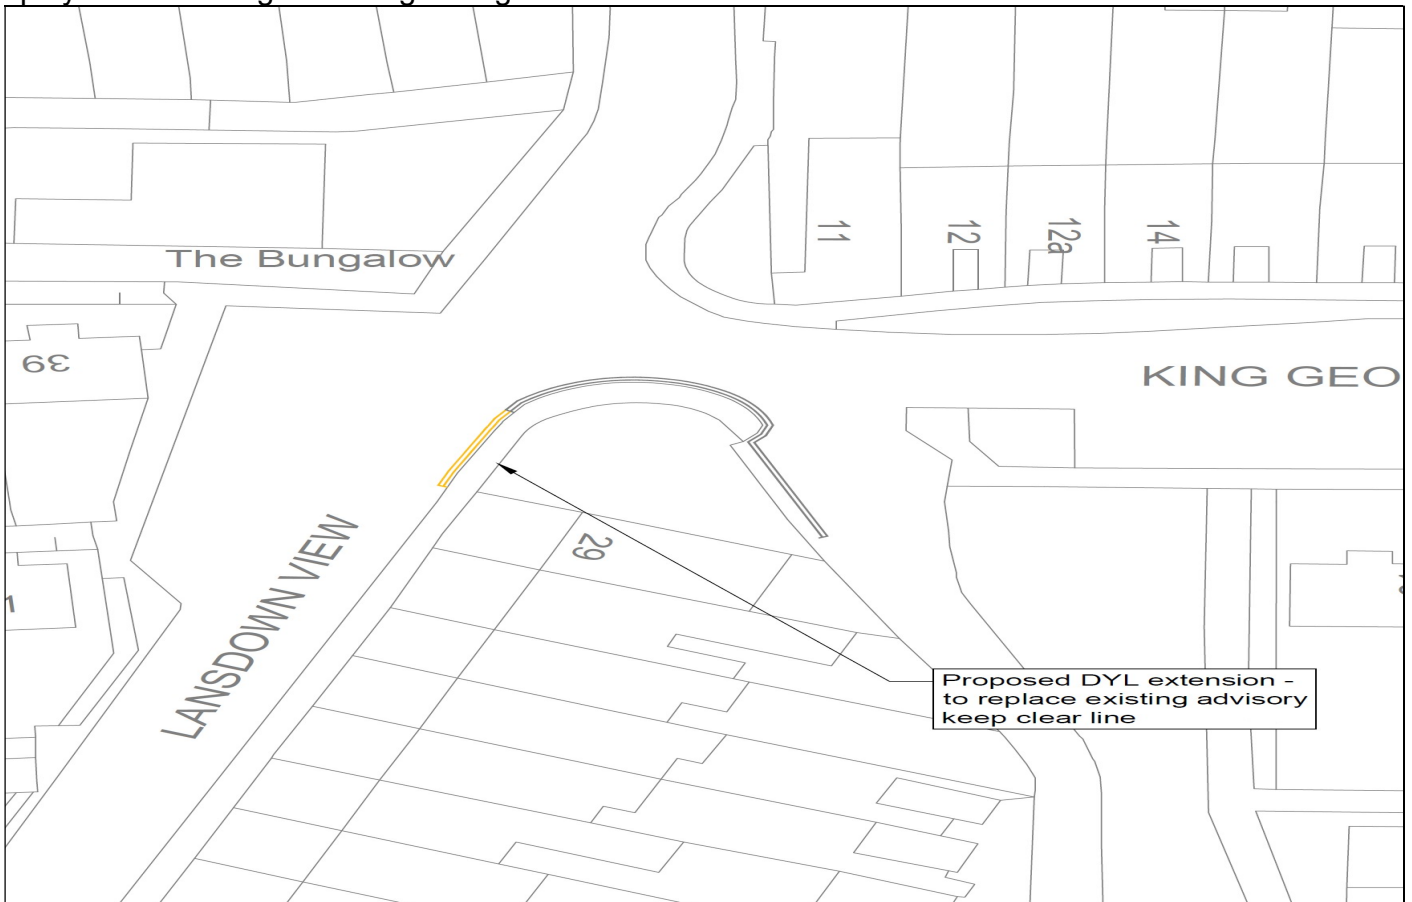 The Bungalow
11
12
12a
14
39
KING GEO
29
LANSDOWN VIEW
1
Proposed DYL extension -
to replace existing advisory
keep clear line